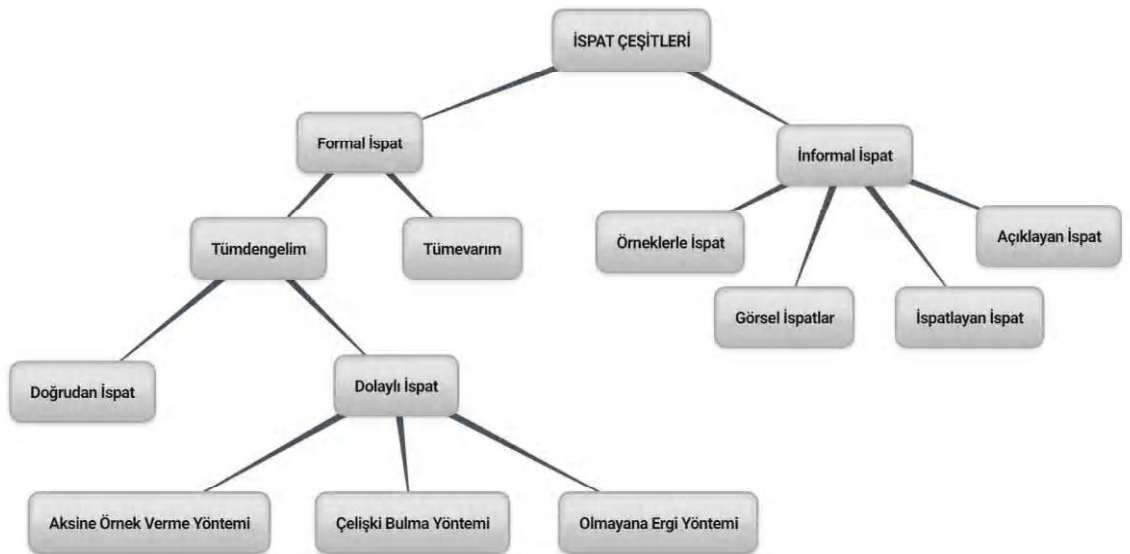 İSPAT ÇEŞİTLERİ
Formal İspat
İnformal İspat
Tümdengelim
Tümevarım
Örneklerle İspat
Açıklayan İspat
Görsel İspatlar
İspatlayan İspat
Doğrudan İspat
Dolaylı İspat
Aksine Örnek Verme Yöntemi
Çelişki Bulma Yöntemi
Olmayana Ergi Yöntemi